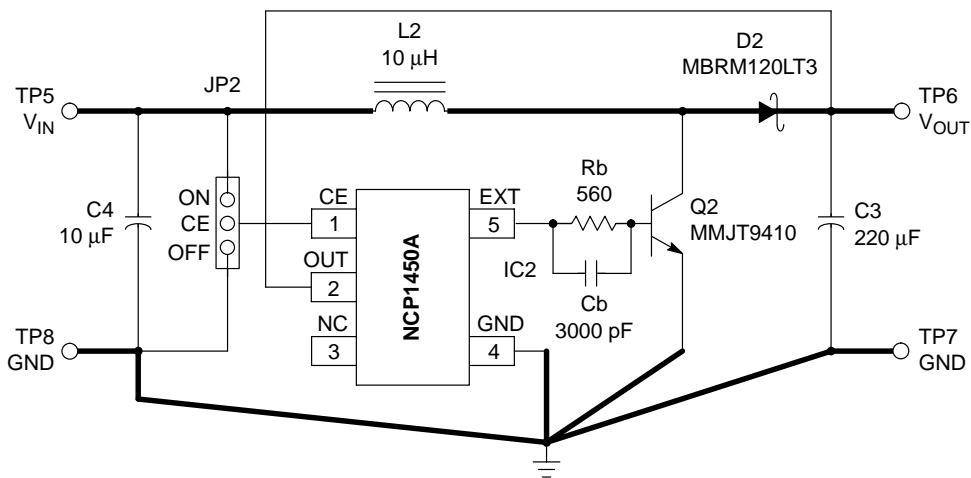 L2
10 μH
D2
MBRM120LT3
JP2
TP5
VIN
TP6
VOUT
ON
CE
OFF
C4
10 μF
CE
1
EXT
5
Rb
560
Q2
MMJT9410
C3
220 μF
OUT
2
IC2
NCP1450A
Cb
3000 pF
NC
3
GND
4
TP8
GND
TP7
GND